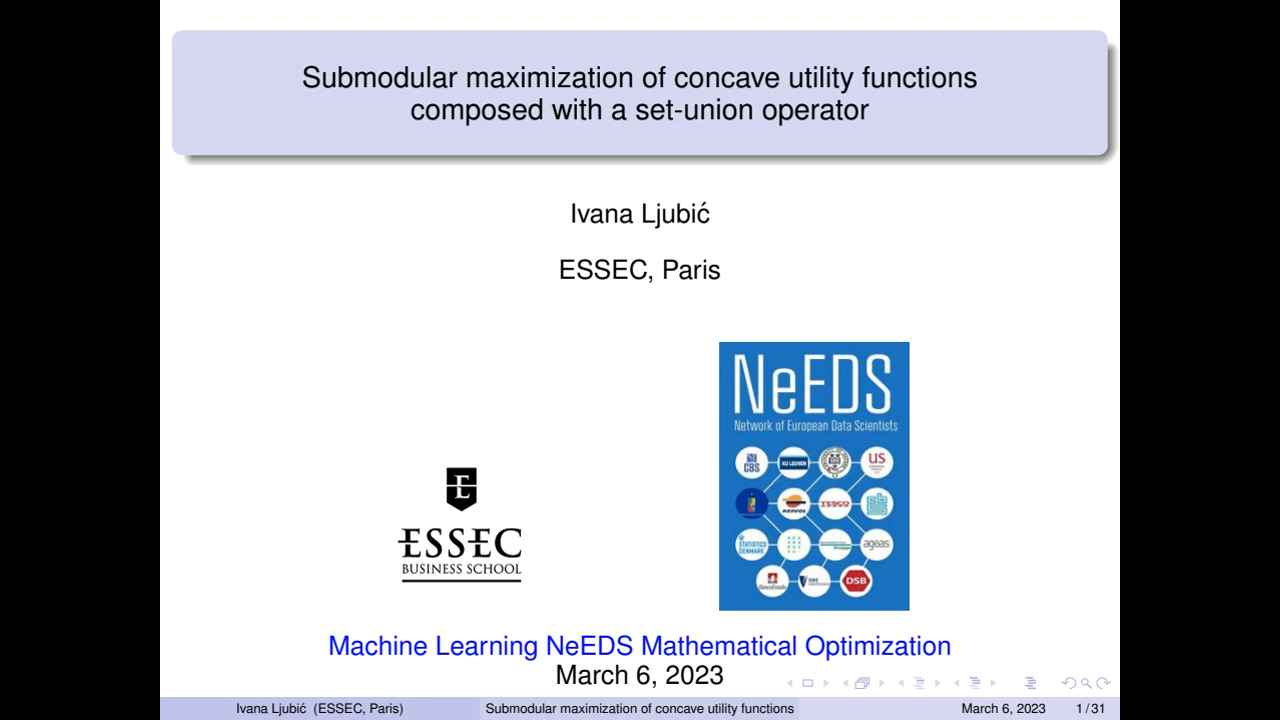 Submodular maximization of concave utility functions
composed with a set-union operator
Ivana Ljubić
ESSEC, Paris
E
ESSEC
BUSINESS SCHOOL
NeEDS
Network of European Data Scientists
CBS
KU LEUVEN
US
REPSOL
TESCO
STATISTICS
DENMARK
ageas
DSB
Machine Learning NeEDS Mathematical Optimization
March 6, 2023
Ivana Ljubić (ESSEC, Paris) Submodular maximization of concave utility functions March 6, 2023 1 / 31